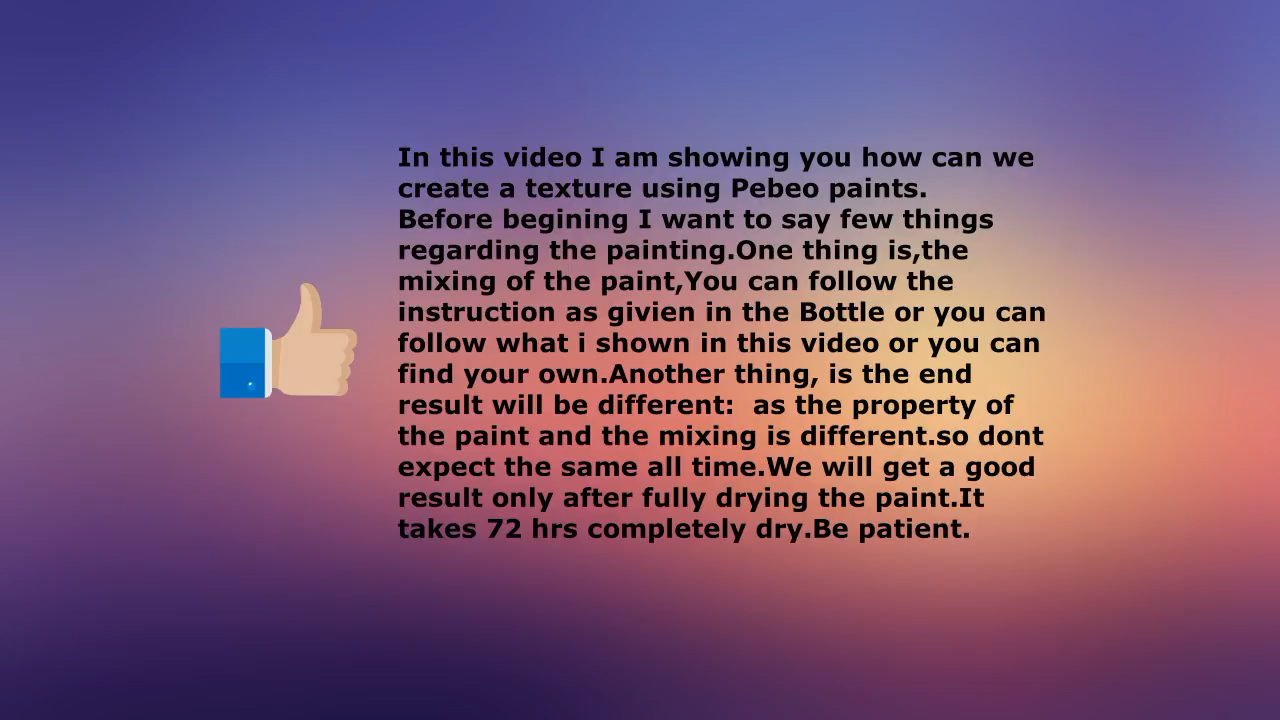 In this video I am showing you how can we
create a texture using Pebeo paints.
Before begining I want to say few things
regarding the painting.One thing is,the
mixing of the paint,You can follow the
instruction as givien in the Bottle or you can
follow what i shown in this video or you can
find your own.Another thing, is the end
result will be different:  as the property of
the paint and the mixing is different.so dont
expect the same all time.We will get a good
result only after fully drying the paint.It
takes 72 hrs completely dry.Be patient.